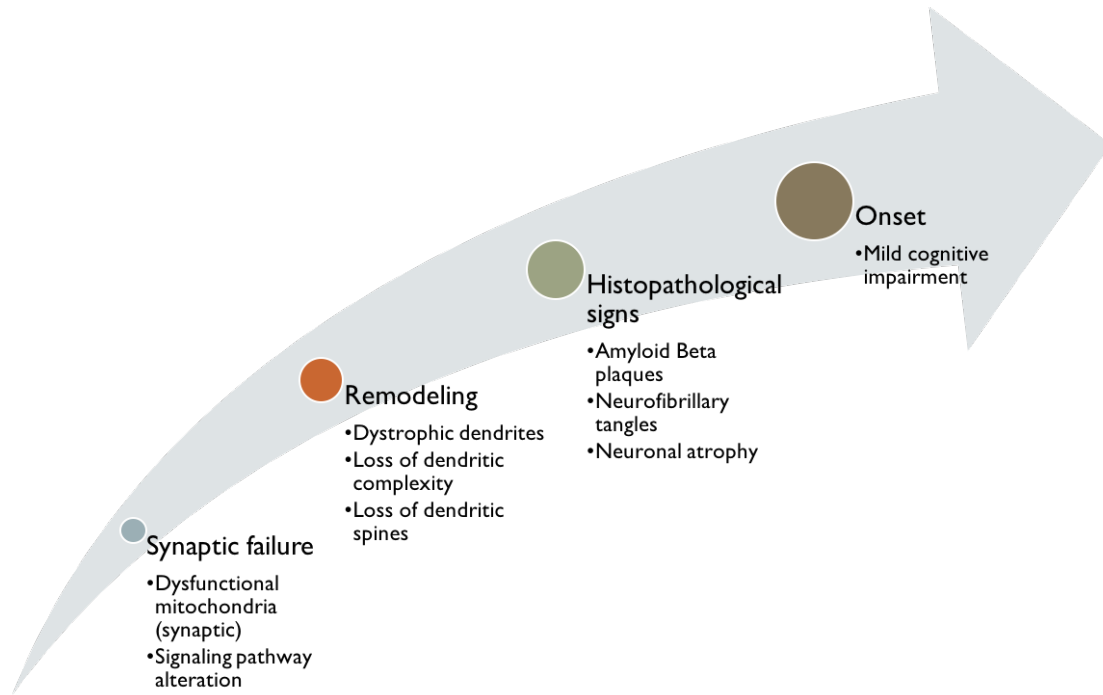 Synaptic failure
•Dysfunctional
mitochondria
(synaptic)
•Signaling pathway
alteration
Remodeling
•Dystrophic dendrites
•Loss of dendritic
complexity
•Loss of dendritic
spines
Histopathological
signs
•Amyloid Beta
plaques
•Neurofibrillary
tangles
•Neuronal atrophy
Onset
•Mild cognitive
impairment